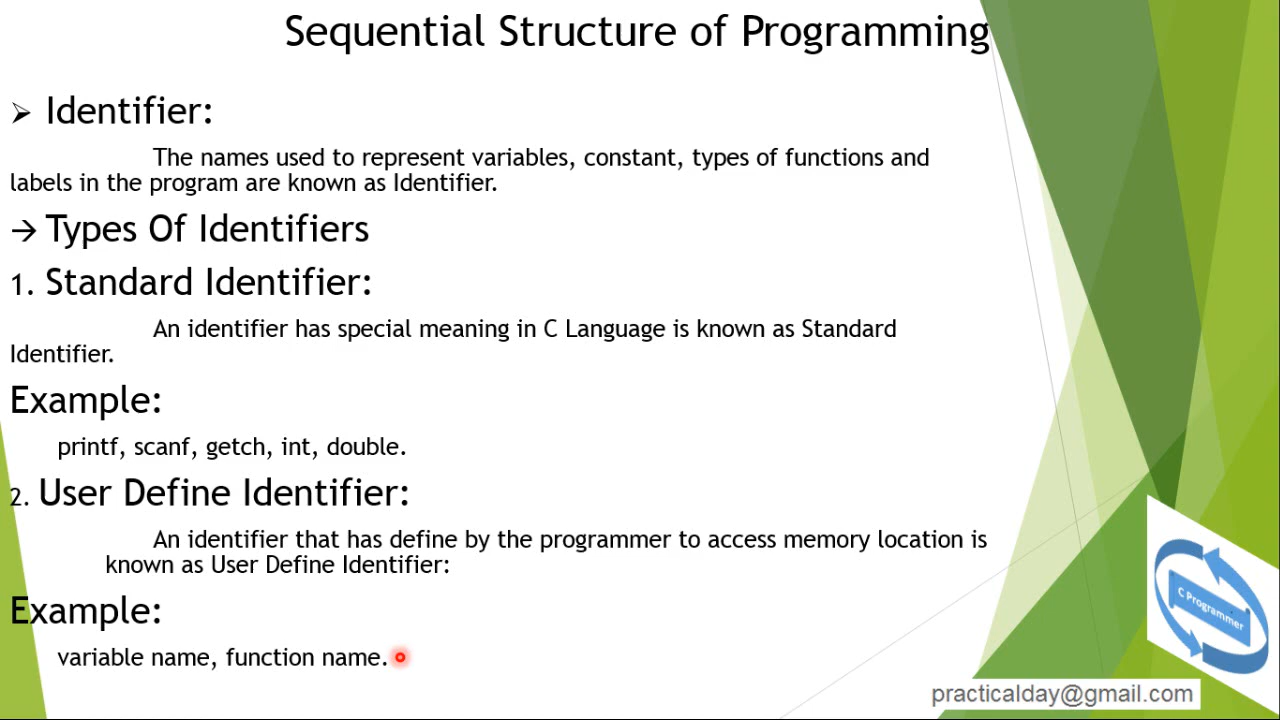 Sequential Structure of Programming
➢ Identifier:
The names used to represent variables, constant, types of functions and
labels in the program are known as Identifier.
→ Types Of Identifiers
1. Standard Identifier:
An identifier has special meaning in C Language is known as Standard
Identifier.
Example:
printf, scanf, getch, int, double.
2. User Define Identifier:
An identifier that has define by the programmer to access memory location is
known as User Define Identifier:
Example:
variable name, function name.
C Programmer
practicalday@gmail.com